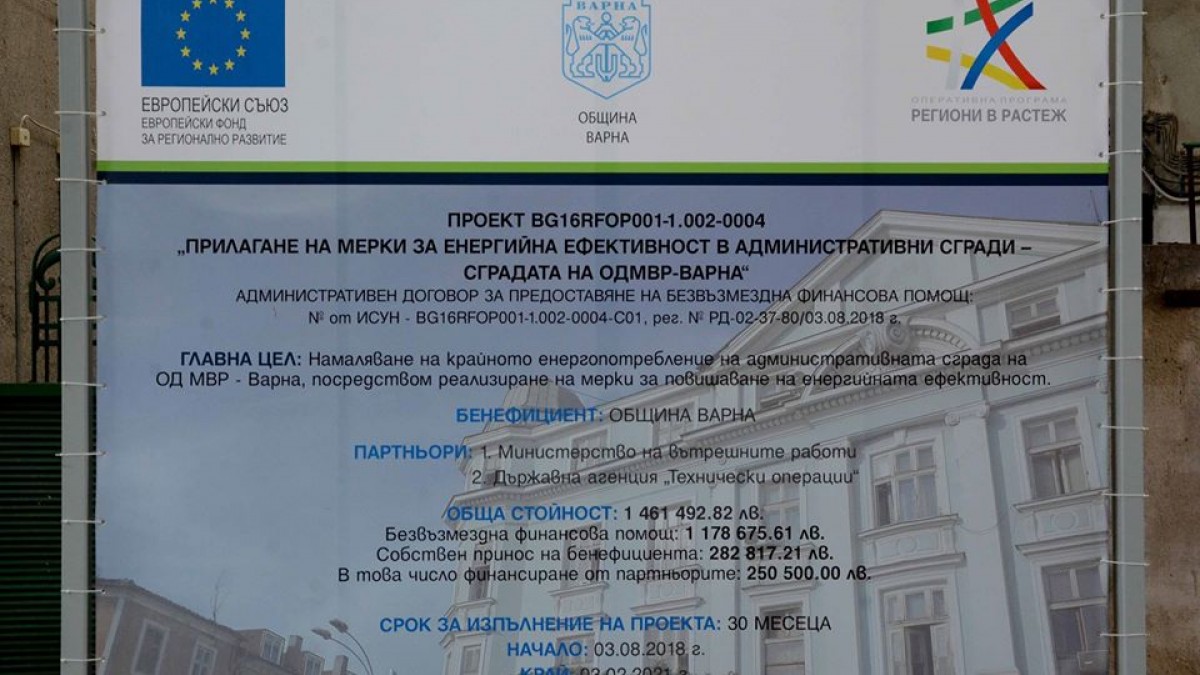 ВАРНА
ЕВРОПЕЙСКИ СЪЮЗ
ЕВРОПЕЙСКИ ФОНД
ЗА РЕГИОНАЛНО РАЗВИТИЕ
ОБЩИНА
ВАРНА
ОПЕРАТИВНА ПРОГРАМА
РЕГИОНИ В РАСТЕЖ
ПРОЕКТ BG16RFOP001-1.002-0004
„ПРИЛАГАНЕ НА МЕРКИ ЗА ЕНЕРГИЙНА ЕФЕКТИВНОСТ В АДМИНИСТРАТИВНИ СГРАДИ –
СГРАДАТА НА ОДМВР-ВАРНА“
АДМИНИСТРАТИВЕН ДОГОВОР ЗА ПРЕДОСТАВЯНЕ НА БЕЗВЪЗМЕЗДНА ФИНАНСОВА ПОМОЩ:
№ от ИСУН - BG16RFOP001-1.002-0004-C01, рег. № РД-02-37-80/03.08.2018 г.
ГЛАВНА ЦЕЛ: Намаляване на крайното енергопотребление на административната сграда на
ОД МВР - Варна, посредством реализиране на мерки за повишаване на енергийната ефективност.
БЕНЕФИЦИЕНТ: ОБЩИНА ВАРНА
ПАРТНЬОРИ: 1. Министерство на вътрешните работи
2. Държавна агенция „Технически операции“
ОБЩА СТОЙНОСТ: 1 461 492.82 лв.
Безвъзмездна финансова помощ: 1 178 675.61 лв.
Собствен принос на бенефициента: 282 817.21 лв.
В това число финансиране от партньорите: 250 500.00 лв.
СРОК ЗА ИЗПЪЛНЕНИЕ НА ПРОЕКТА: 30 МЕСЕЦА
НАЧАЛО: 03.08.2018 г.
КРАЙ: 03.02.2021 г.